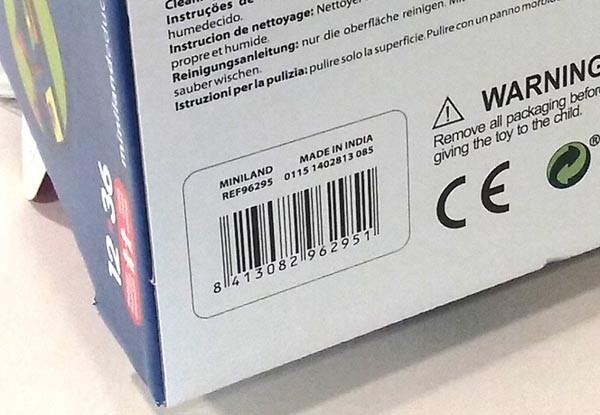 Instruções de
humedecido.
Instrucion de nettoyage: Nettoyer
propre et humide.
Reinigungsanleitung: nur die oberfläche reinigen. Mit
sauber wischen.
Istruzioni per la pulizia: pulire solo la superficie. Pulire con un panno morbido
WARNING
Remove all packaging before
giving the toy to the child.
MINILAND MADE IN INDIA
REF96295 0115 1402813 085
8 413082 962951
CE
®
12 36
miniland